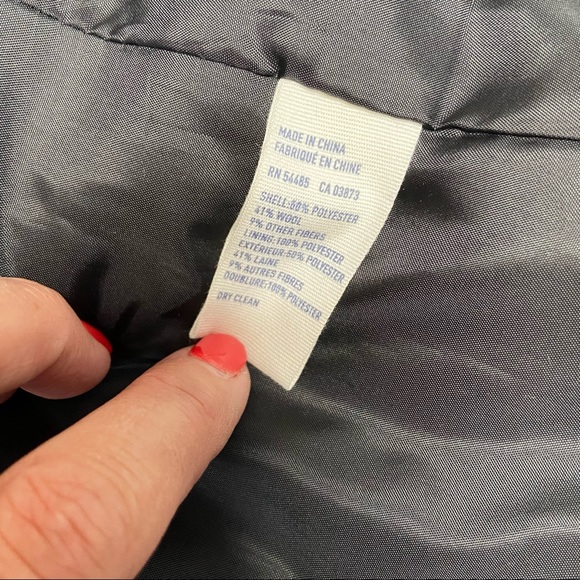 MADE IN CHINA
FABRIQUÉ EN CHINE
RN 54485 CA 03873
SHELL:50% POLYESTER
41% WOOL
9% OTHER FIBERS
LINING:100% POLYESTER
EXTÉRIEUR:50% POLYESTER
41% LAINE
9% AUTRES FIBRES
DOUBLURE:100% POLYESTER
DRY CLEAN